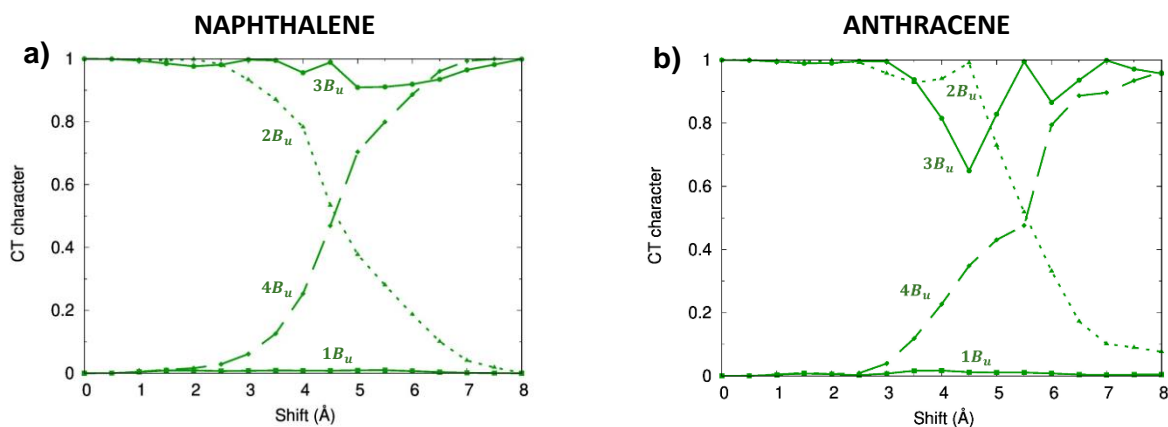 NAPHTHALENE
a)
1
0.8
0.6
0.4
0.2
0
CT character
3Bᵤ
2Bᵤ
4Bᵤ
1Bᵤ
0 1 2 3 4 5 6 7 8
Shift (Å)
ANTHRACENE
b)
1
0.8
0.6
0.4
0.2
0
CT character
2Bᵤ
3Bᵤ
4Bᵤ
1Bᵤ
0 1 2 3 4 5 6 7 8
Shift (Å)